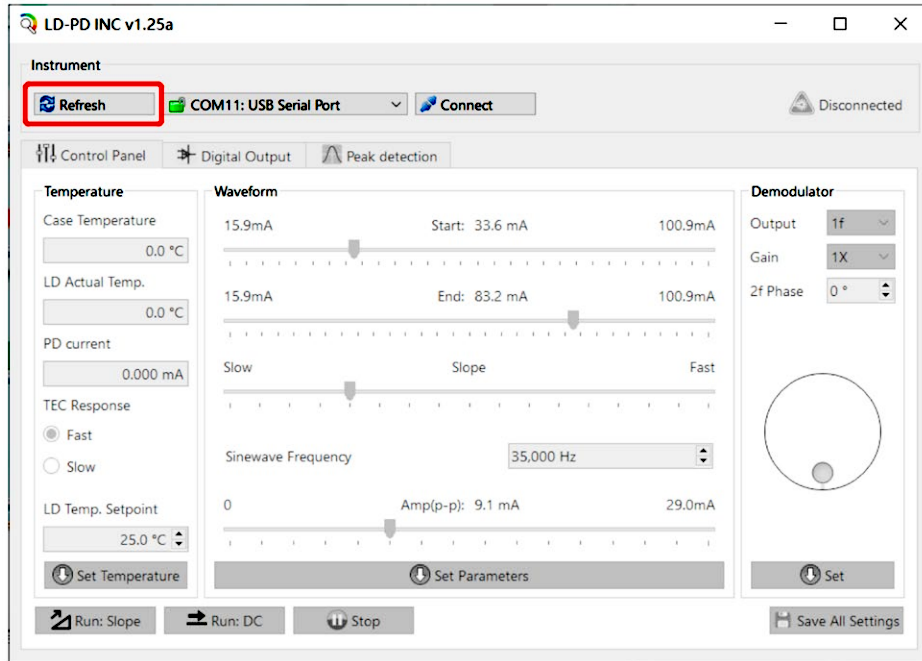 LD-PD INC v1.25a
Instrument
Refresh
COM11: USB Serial Port
Connect
Disconnected
Control Panel
Digital Output
Peak detection
Temperature
Case Temperature
0.0 °C
LD Actual Temp.
0.0 °C
PD current
0.000 mA
TEC Response
Fast
Slow
LD Temp. Setpoint
25.0 °C
Set Temperature
Waveform
15.9mA Start: 33.6 mA 100.9mA
15.9mA End: 83.2 mA 100.9mA
Slow Slope Fast
Sinewave Frequency 35,000 Hz
0 Amp(p-p): 9.1 mA 29.0mA
Set Parameters
Demodulator
Output 1f
Gain 1X
2f Phase 0 °
Set
Run: Slope
Run: DC
Stop
Save All Settings